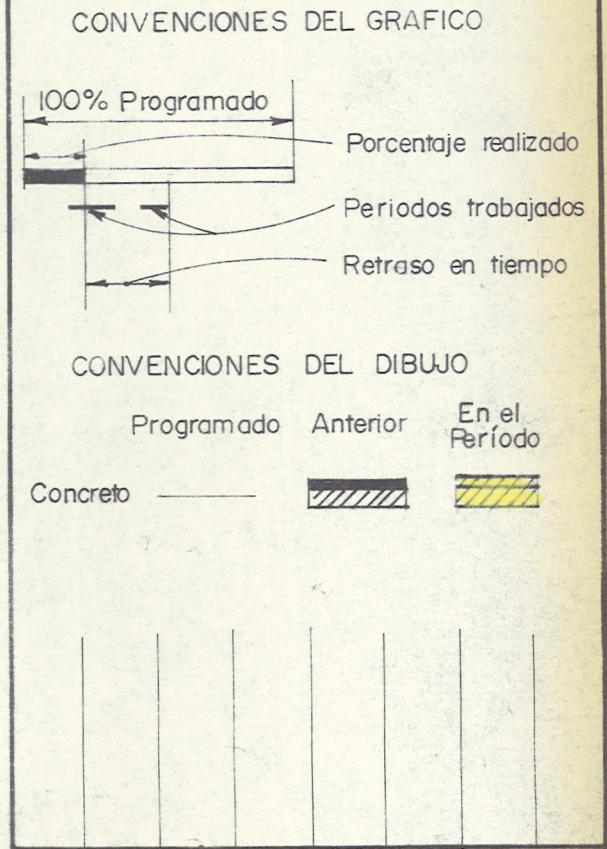 CONVENCIONES DEL GRAFICO
100% Programado
Porcentaje realizado
Periodos trabajados
Retraso en tiempo
CONVENCIONES DEL DIBUJO
Programado Anterior En el
Período
Concreto